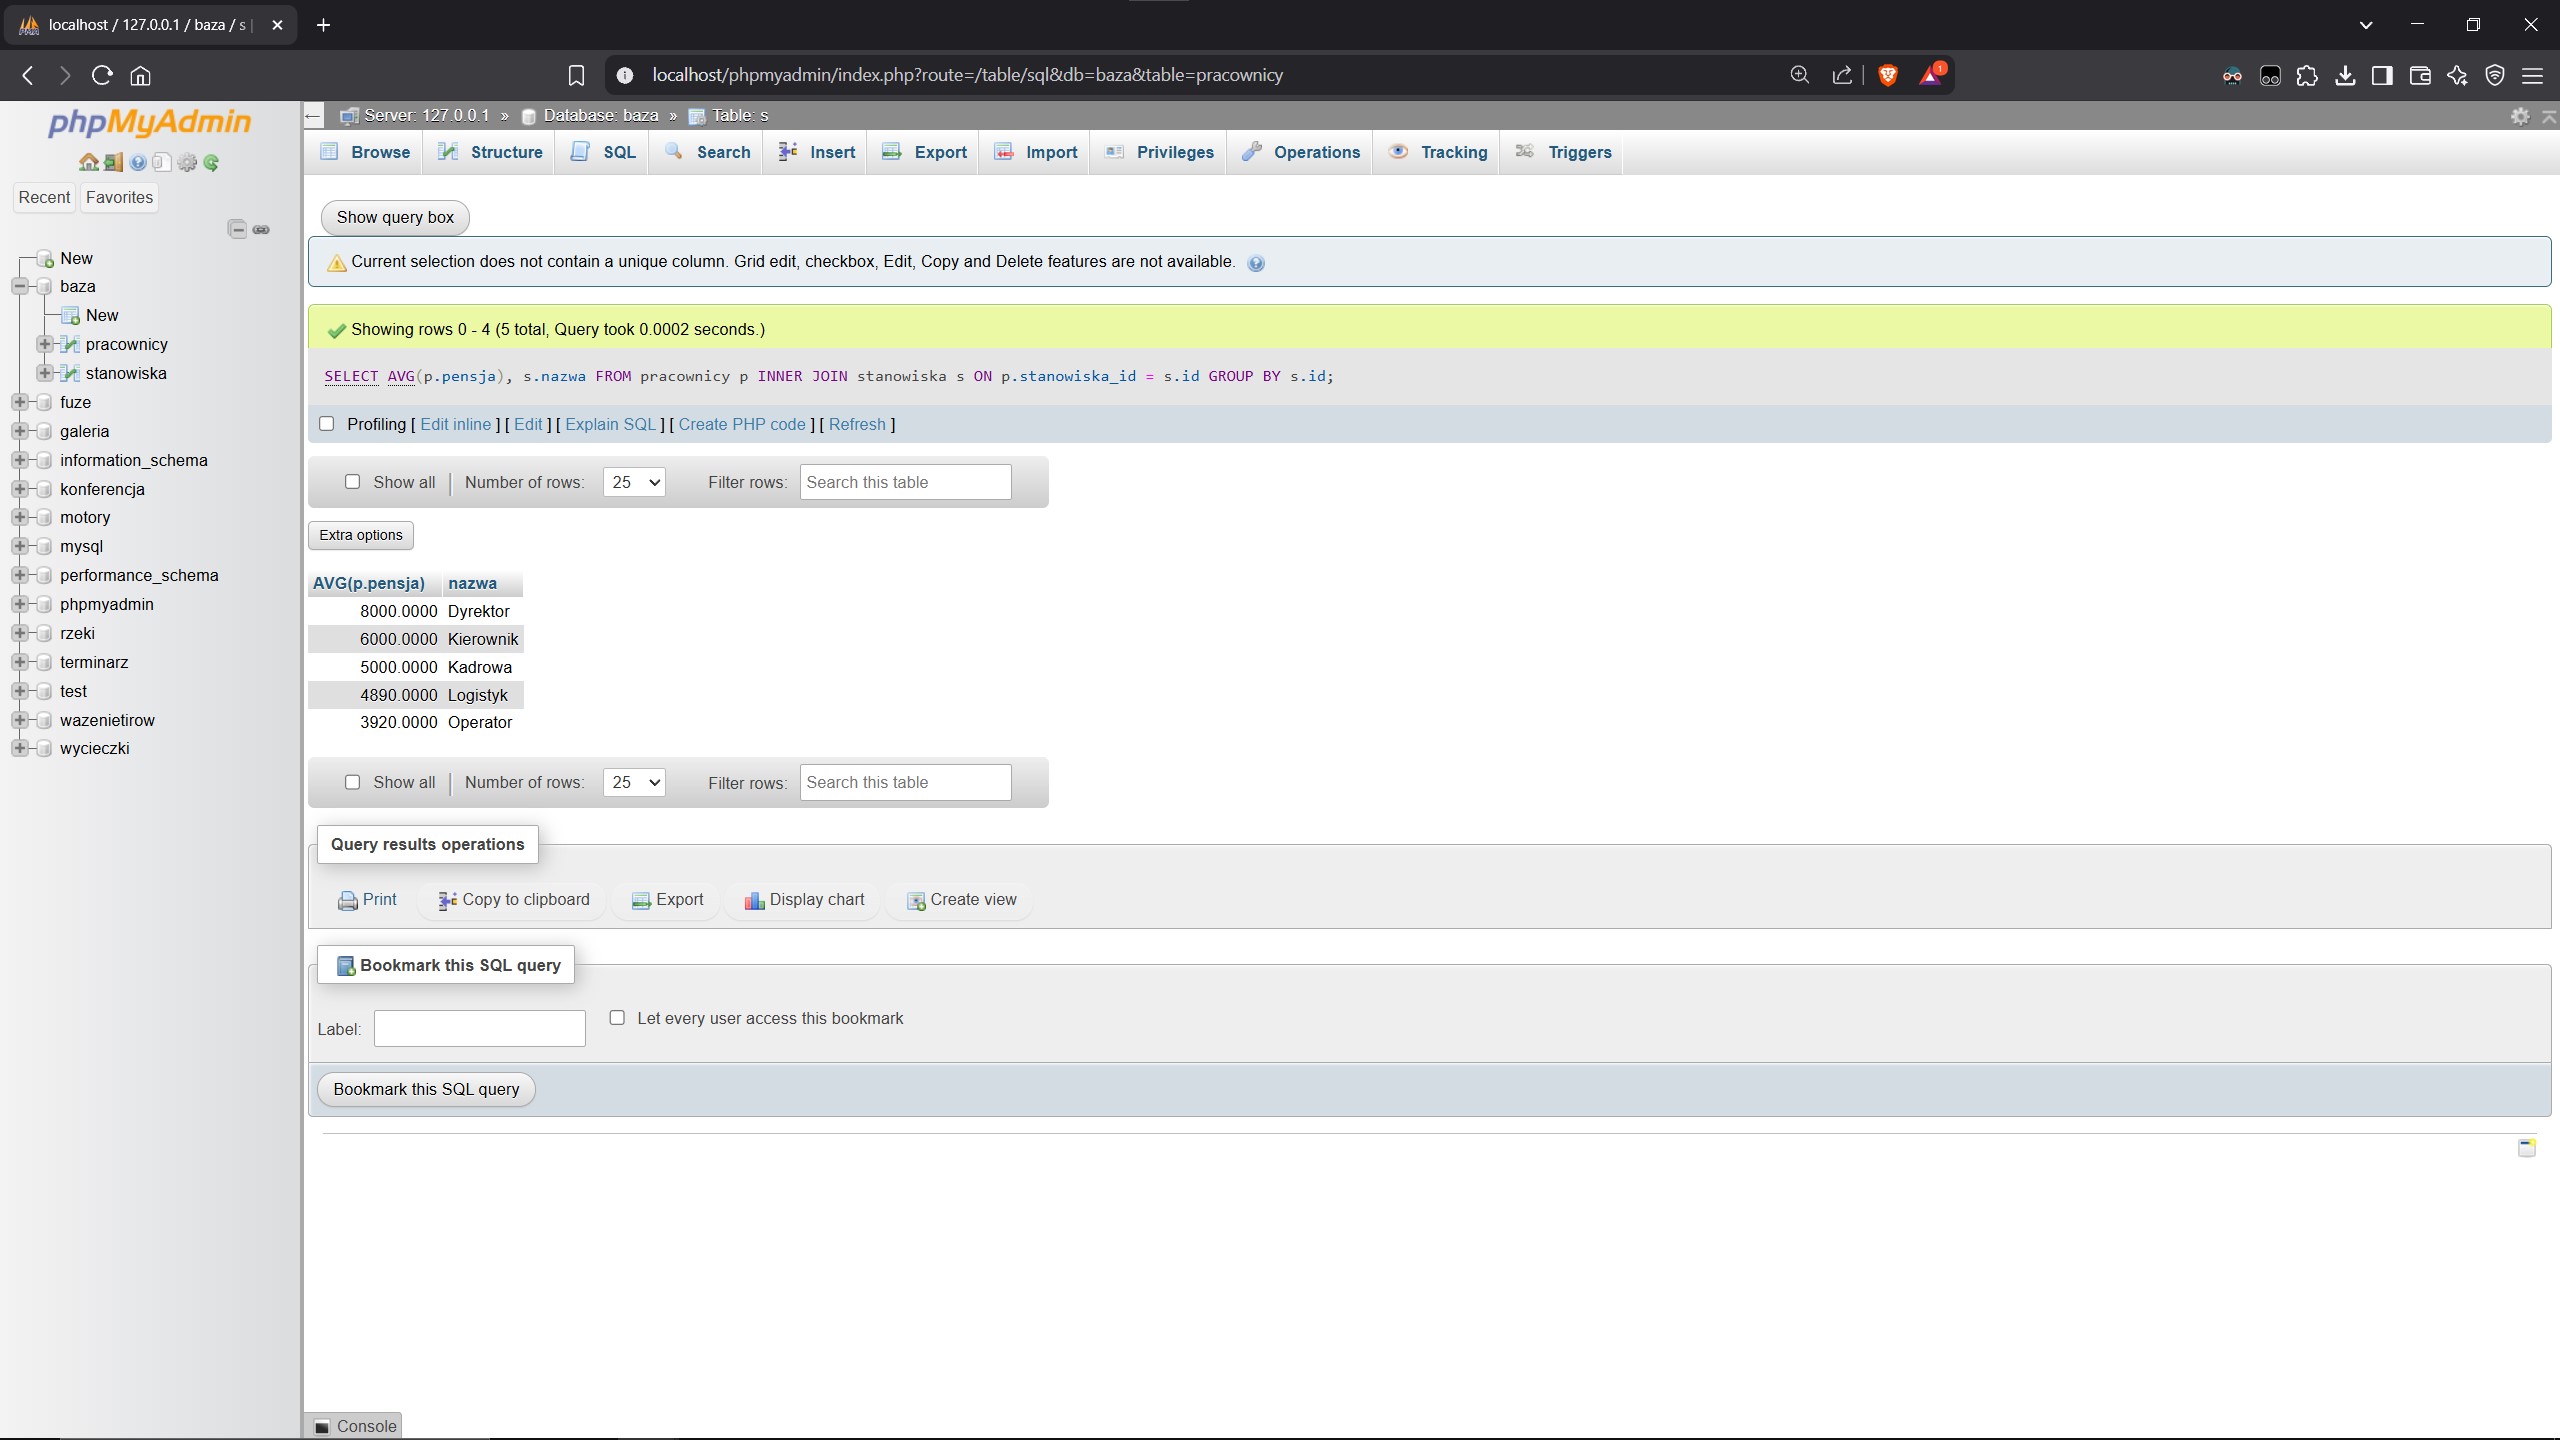 localhost / 127.0.0.1 / baza / s |
localhost/phpmyadmin/index.php?route=/table/sql&db=baza&table=pracownicy
1
phpMyAdmin
Recent Favorites
New
baza
New
pracownicy
stanowiska
fuze
galeria
information_schema
konferencja
motory
mysql
performance_schema
phpmyadmin
rzeki
terminarz
test
wazenietirow
wycieczki
Server: 127.0.0.1 » Database: baza » Table: s
Browse Structure SQL Search Insert Export Import Privileges Operations Tracking Triggers
Show query box
Current selection does not contain a unique column. Grid edit, checkbox, Edit, Copy and Delete features are not available.
Showing rows 0 - 4 (5 total, Query took 0.0002 seconds.)
SELECT AVG(p.pensja), s.nazwa FROM pracownicy p INNER JOIN stanowiska s ON p.stanowiska_id = s.id GROUP BY s.id;
Profiling [ Edit inline ] [ Edit ] [ Explain SQL ] [ Create PHP code ] [ Refresh ]
Show all | Number of rows: 25 Filter rows: Search this table
Extra options
AVG(p.pensja) nazwa
8000.0000 Dyrektor
6000.0000 Kierownik
5000.0000 Kadrowa
4890.0000 Logistyk
3920.0000 Operator
Show all | Number of rows: 25 Filter rows: Search this table
Query results operations
Print Copy to clipboard Export Display chart Create view
Bookmark this SQL query
Label: Let every user access this bookmark
Bookmark this SQL query
Console